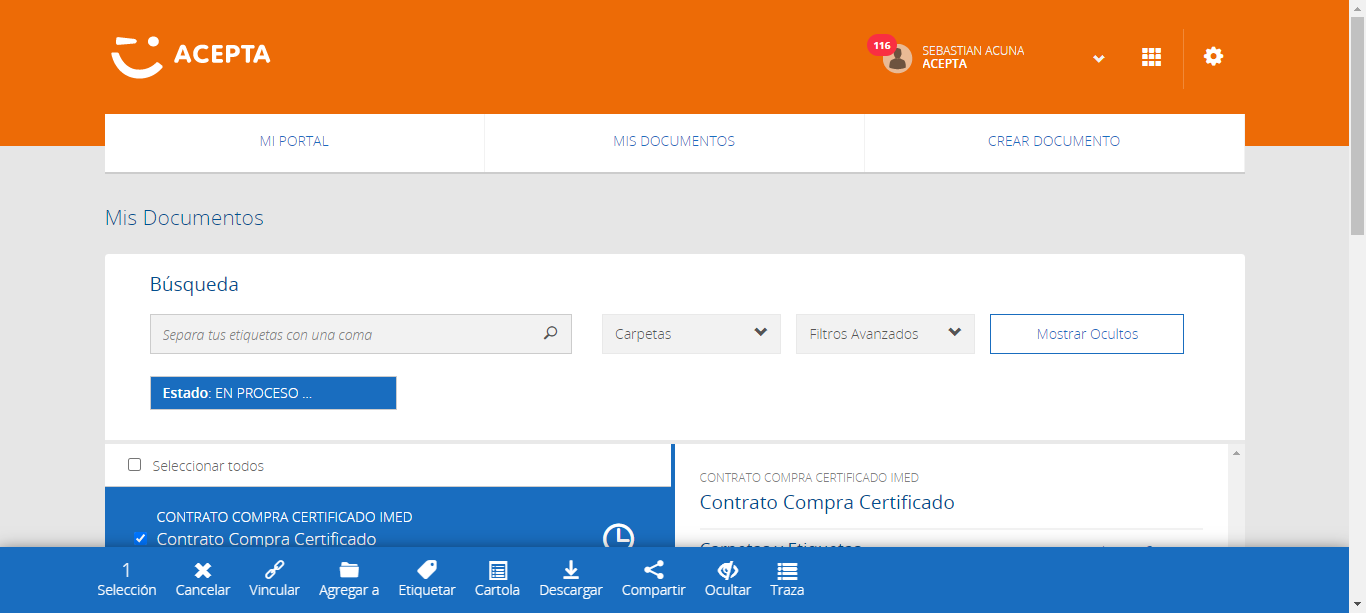 ACEPTA
116
SEBASTIAN ACUNA
ACEPTA
MI PORTAL
MIS DOCUMENTOS
CREAR DOCUMENTO
Mis Documentos
Búsqueda
Separa tus etiquetas con una coma
Carpetas
Filtros Avanzados
Mostrar Ocultos
Estado: EN PROCESO ...
Seleccionar todos
CONTRATO COMPRA CERTIFICADO IMED
Contrato Compra Certificado
CONTRATO COMPRA CERTIFICADO IMED
Contrato Compra Certificado
Carpetas y Etiquetas
1
Selección
Cancelar
Vincular
Agregar a
Etiquetar
Cartola
Descargar
Compartir
Ocultar
Traza